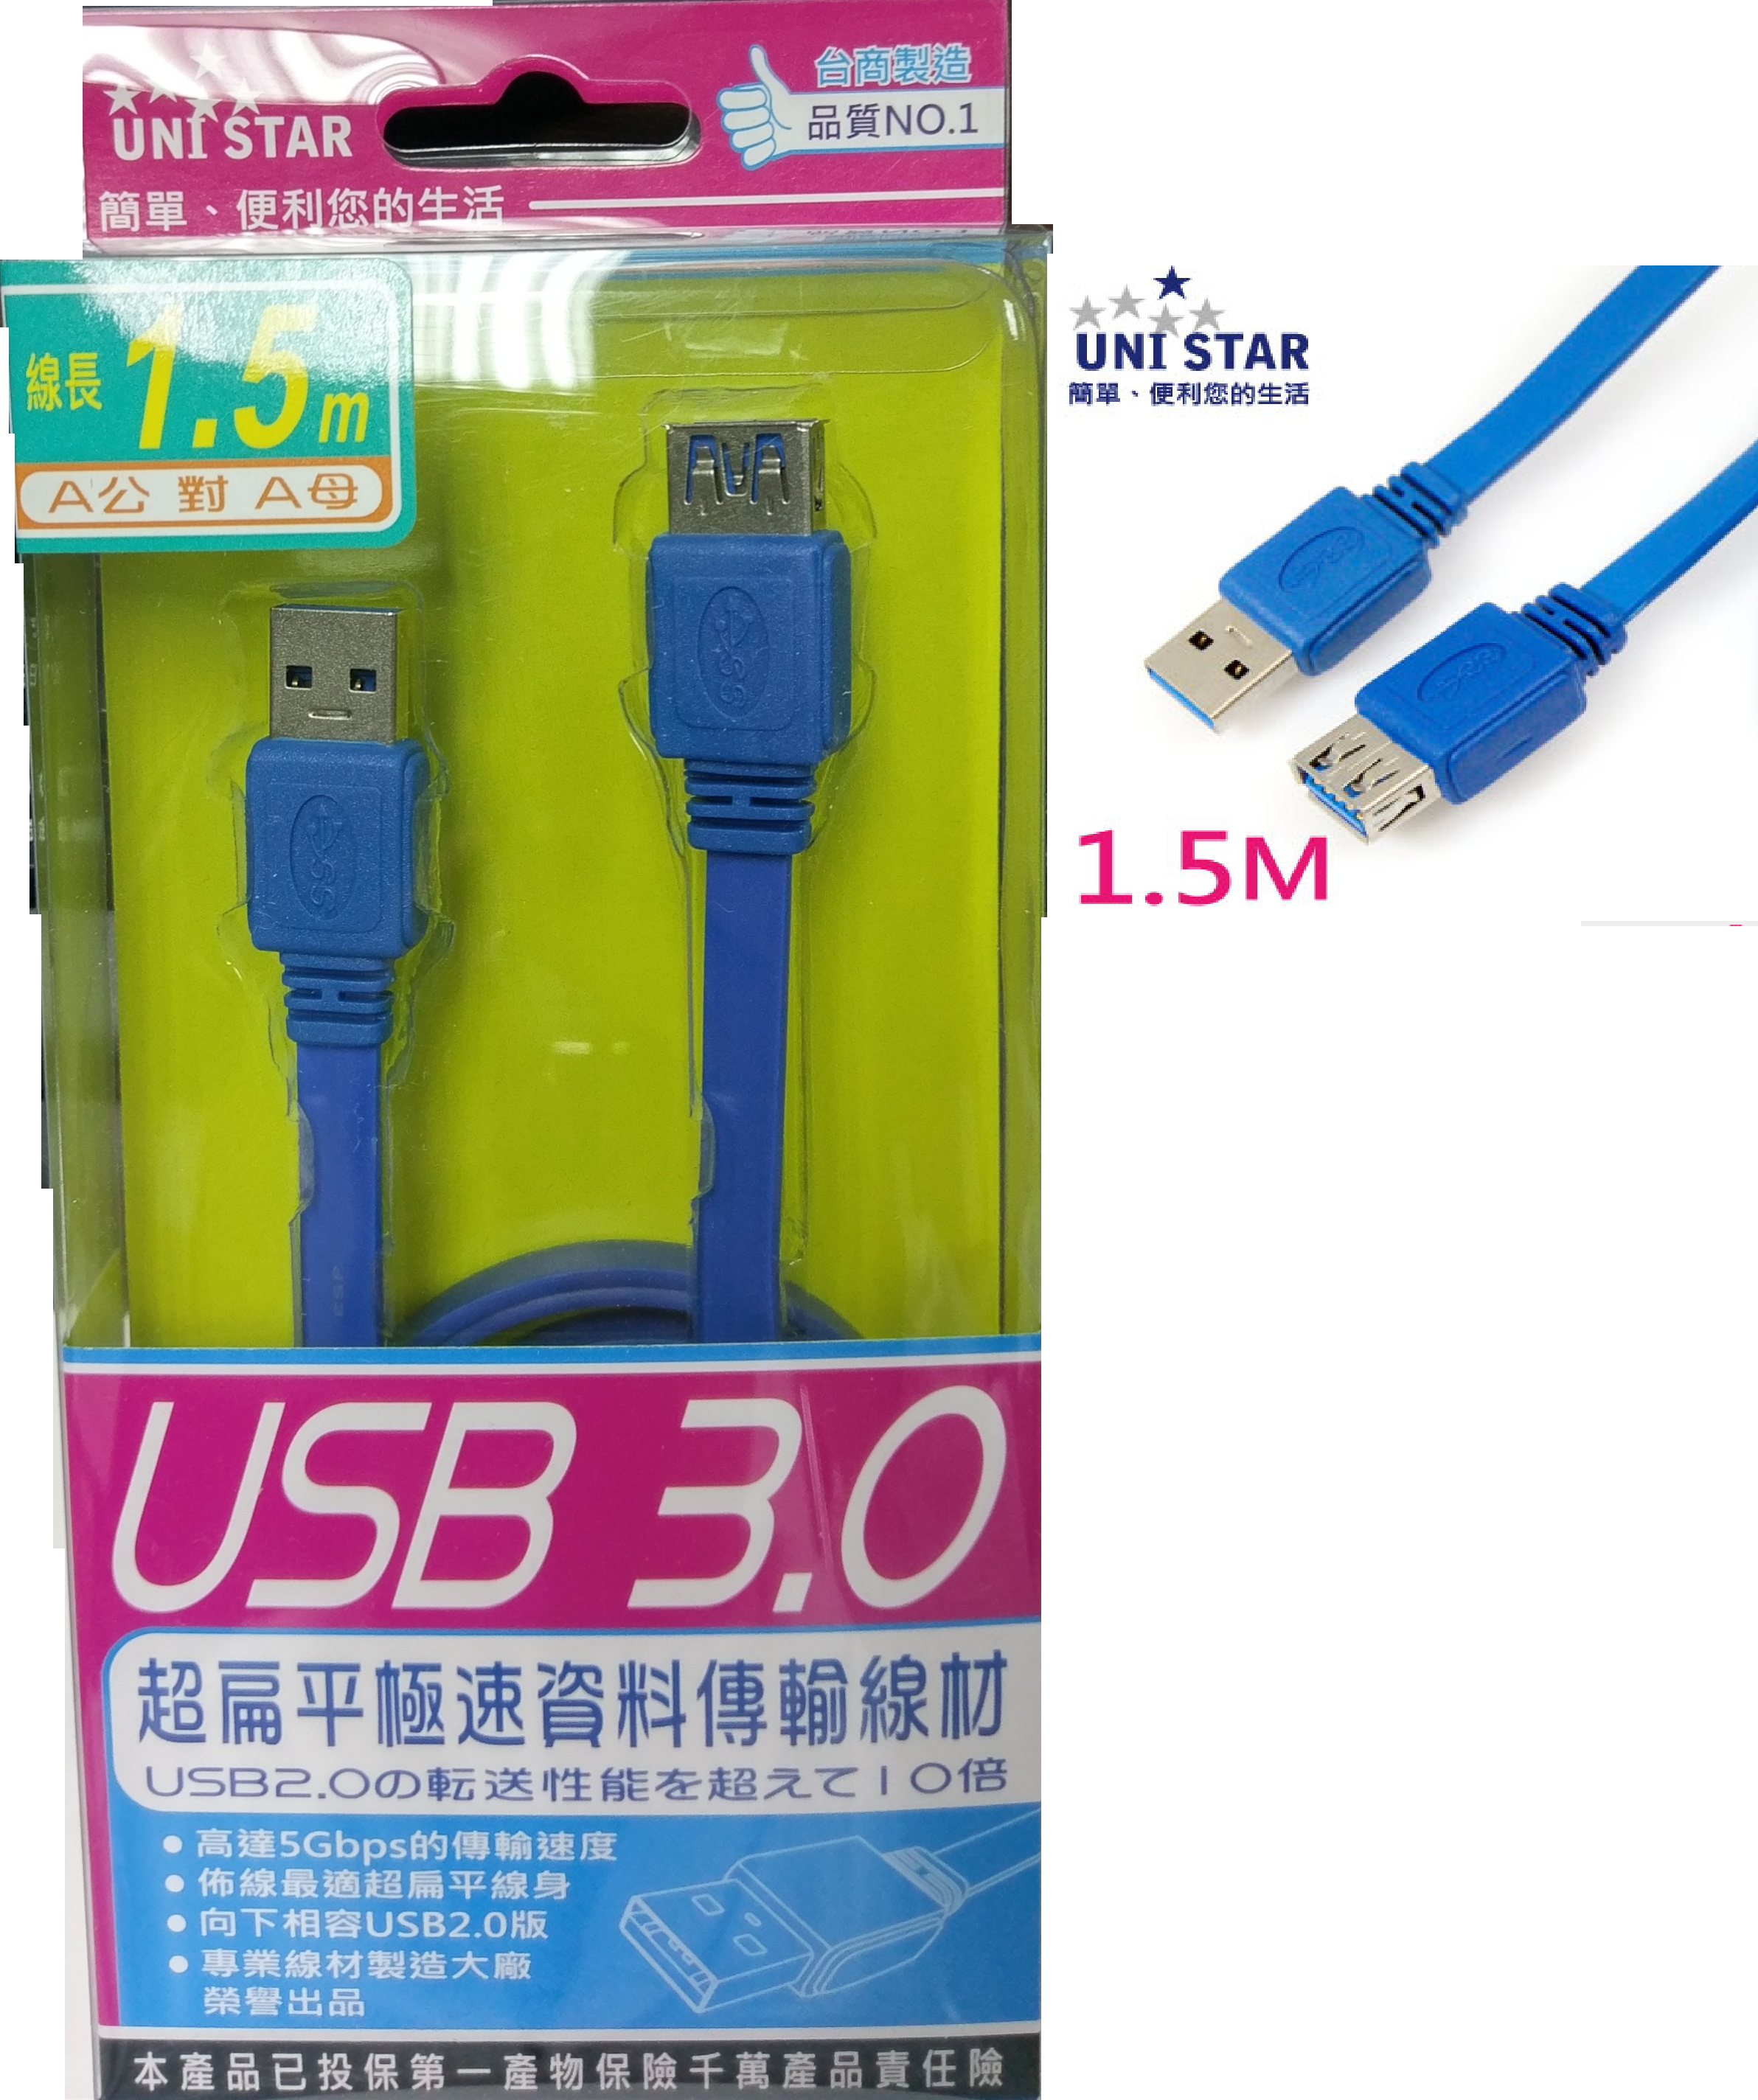 UNI STAR
台商製造
品質NO.1
簡單、便利您的生活
線長 1.5m
A公 對 A母
USB 3.0
超扁平極速資料傳輸線材
USB2.0の転送性能を超えて10倍
● 高達5Gbps的傳輸速度
● 佈線最適超扁平線身
● 向下相容USB2.0版
● 專業線材製造大廠
榮譽出品
本產品已投保第一產物保險千萬產品責任險
UNI STAR
簡單、便利您的生活
1.5M